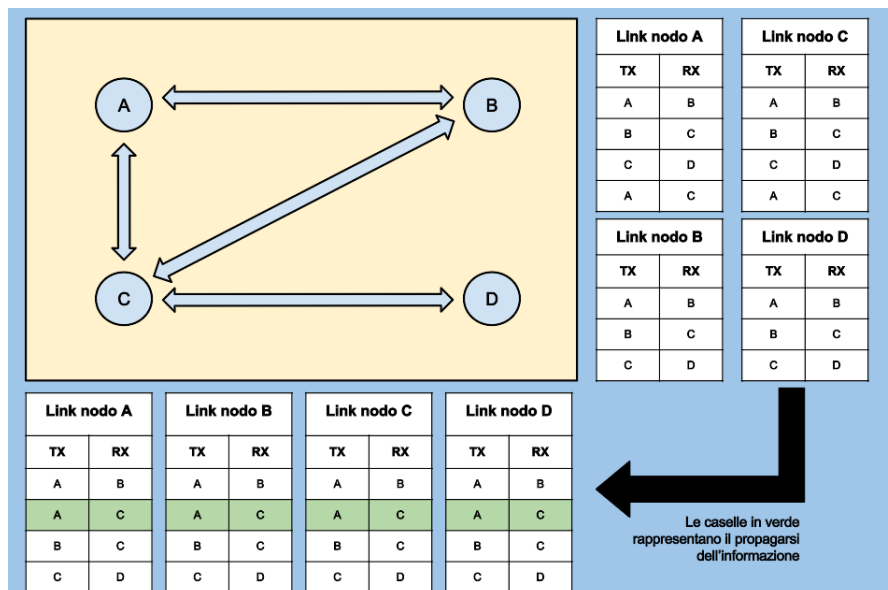 A
B
C
D
Link nodo A
TX RX
A B
B C
C D
A C
Link nodo C
TX RX
A B
B C
C D
A C
Link nodo B
TX RX
A B
B C
C D
Link nodo D
TX RX
A B
B C
C D
Link nodo A
TX RX
A B
A C
B C
C D
Link nodo B
TX RX
A B
A C
B C
C D
Link nodo C
TX RX
A B
A C
B C
C D
Link nodo D
TX RX
A B
A C
B C
C D
Le caselle in verde
rappresentano il propagarsi
dell'informazione